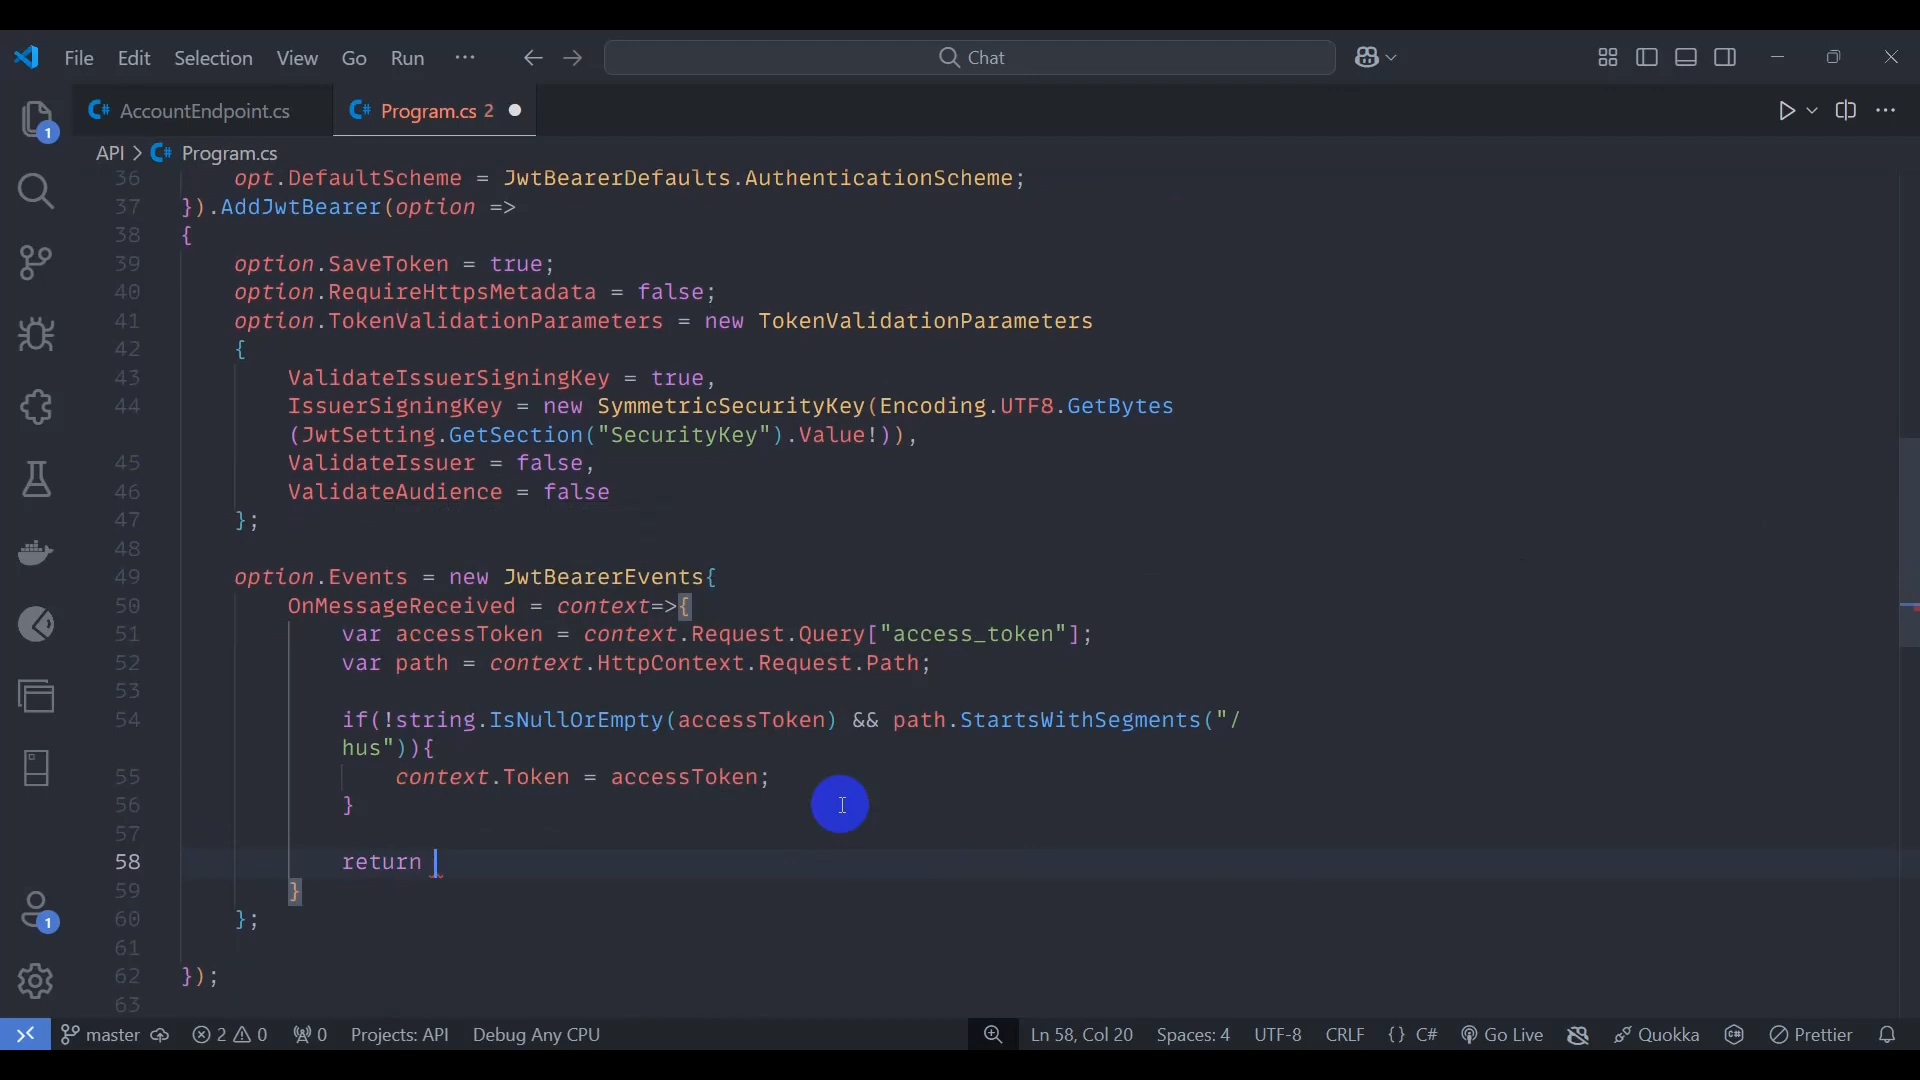 File Edit Selection View Go Run ··· Chat
AccountEndpoint.cs Program.cs 2
API > Program.cs
36 opt.DefaultScheme = JwtBearerDefaults.AuthenticationScheme;
37 }).AddJwtBearer(option =>
38 {
39 option.SaveToken = true;
40 option.RequireHttpsMetadata = false;
41 option.TokenValidationParameters = new TokenValidationParameters
42 {
43 ValidateIssuerSigningKey = true,
44 IssuerSigningKey = new SymmetricSecurityKey(Encoding.UTF8.GetBytes
(JwtSetting.GetSection("SecurityKey").Value!)),
45 ValidateIssuer = false,
46 ValidateAudience = false
47 };
48
49 option.Events = new JwtBearerEvents{
50 OnMessageReceived = context=>{
51 var accessToken = context.Request.Query["access_token"];
52 var path = context.HttpContext.Request.Path;
53
54 if(!string.IsNullOrEmpty(accessToken) && path.StartsWithSegments("/
hus")){
55 context.Token = accessToken;
56 }
57
58 return
59 }
60 };
61
62 });
63
1
1
master 2 0 0 Projects: API Debug Any CPU Ln 58, Col 20 Spaces: 4 UTF-8 CRLF {} C# Go Live Quokka Prettier